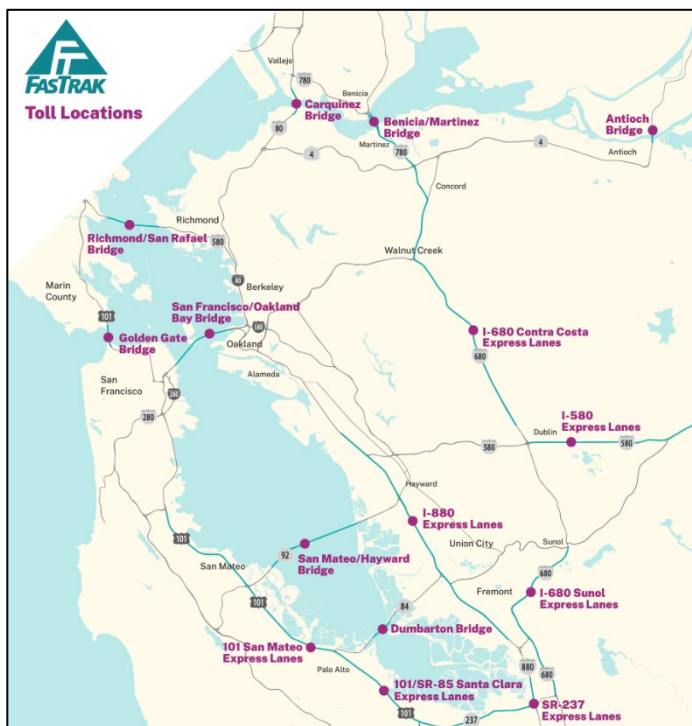 FT
FASTRAK
Toll Locations
Vallejo
780
Benicia
Carquinez
Bridge
Benicia/Martinez
Bridge
Antioch
Bridge
80
Martinez
780
4
4
Antioch
Concord
Richmond
580
Richmond/San Rafael
Bridge
Walnut Creek
80
Berkeley
Marin
County
101
San Francisco/Oakland
Bay Bridge
580
Golden Gate
Bridge
Oakland
I-680 Contra Costa
Express Lanes
680
Alameda
San
Francisco
280
280
I-580
Express Lanes
Dublin
580
580
Hayward
I-880
Express Lanes
101
92
San Mateo/Hayward
Bridge
Union City
Sunol
San Mateo
680
101
Fremont
I-680 Sunol
Express Lanes
84
Dumbarton Bridge
101 San Mateo
Express Lanes
Palo Alto
880
680
101/SR-85 Santa Clara
Express Lanes
SR-237
Express Lanes
101
237